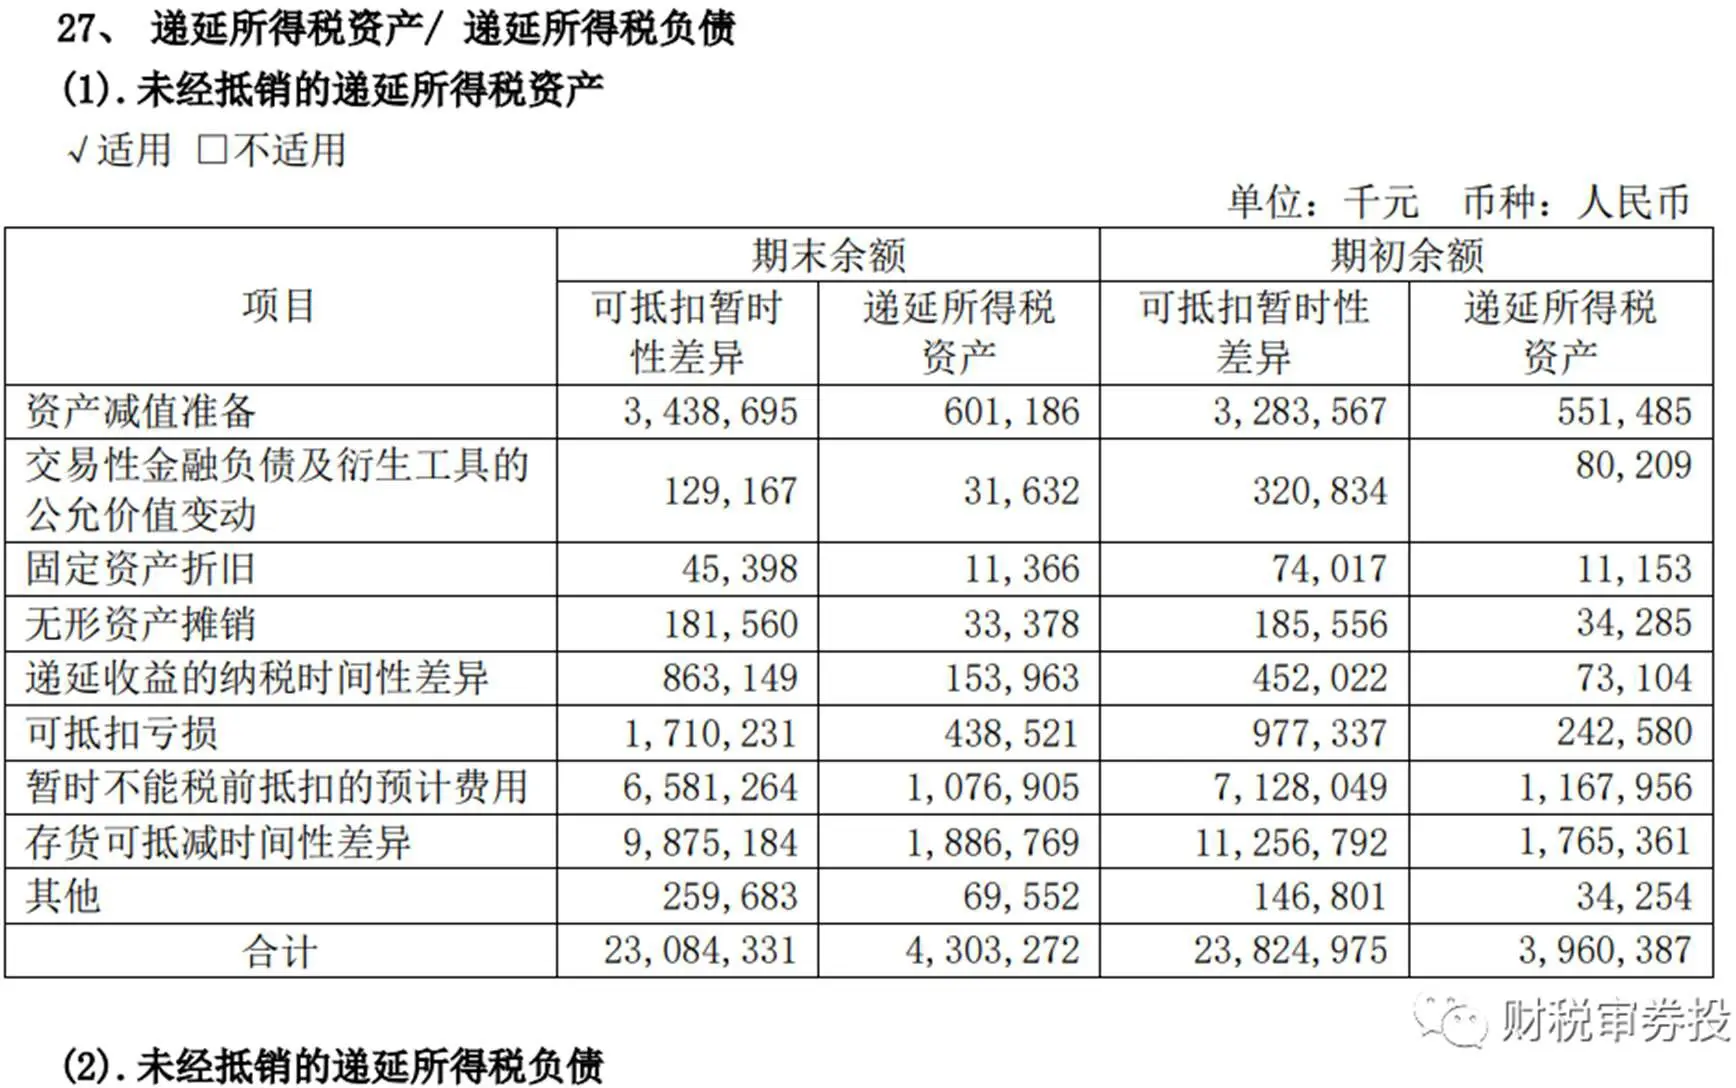 27、 递延所得税资产/ 递延所得税负债
(1).未经抵销的递延所得税资产
√适用 □不适用
单位：千元 币种：人民币
项目 期末余额 期初余额
可抵扣暂时性差异 递延所得税资产 可抵扣暂时性差异 递延所得税资产
资产减值准备 3,438,695 601,186 3,283,567 551,485
交易性金融负债及衍生工具的公允价值变动 129,167 31,632 320,834 80,209
固定资产折旧 45,398 11,366 74,017 11,153
无形资产摊销 181,560 33,378 185,556 34,285
递延收益的纳税时间性差异 863,149 153,963 452,022 73,104
可抵扣亏损 1,710,231 438,521 977,337 242,580
暂时不能税前抵扣的预计费用 6,581,264 1,076,905 7,128,049 1,167,956
存货可抵减时间性差异 9,875,184 1,886,769 11,256,792 1,765,361
其他 259,683 69,552 146,801 34,254
合计 23,084,331 4,303,272 23,824,975 3,960,387
财税审券投
(2).未经抵销的递延所得税负债